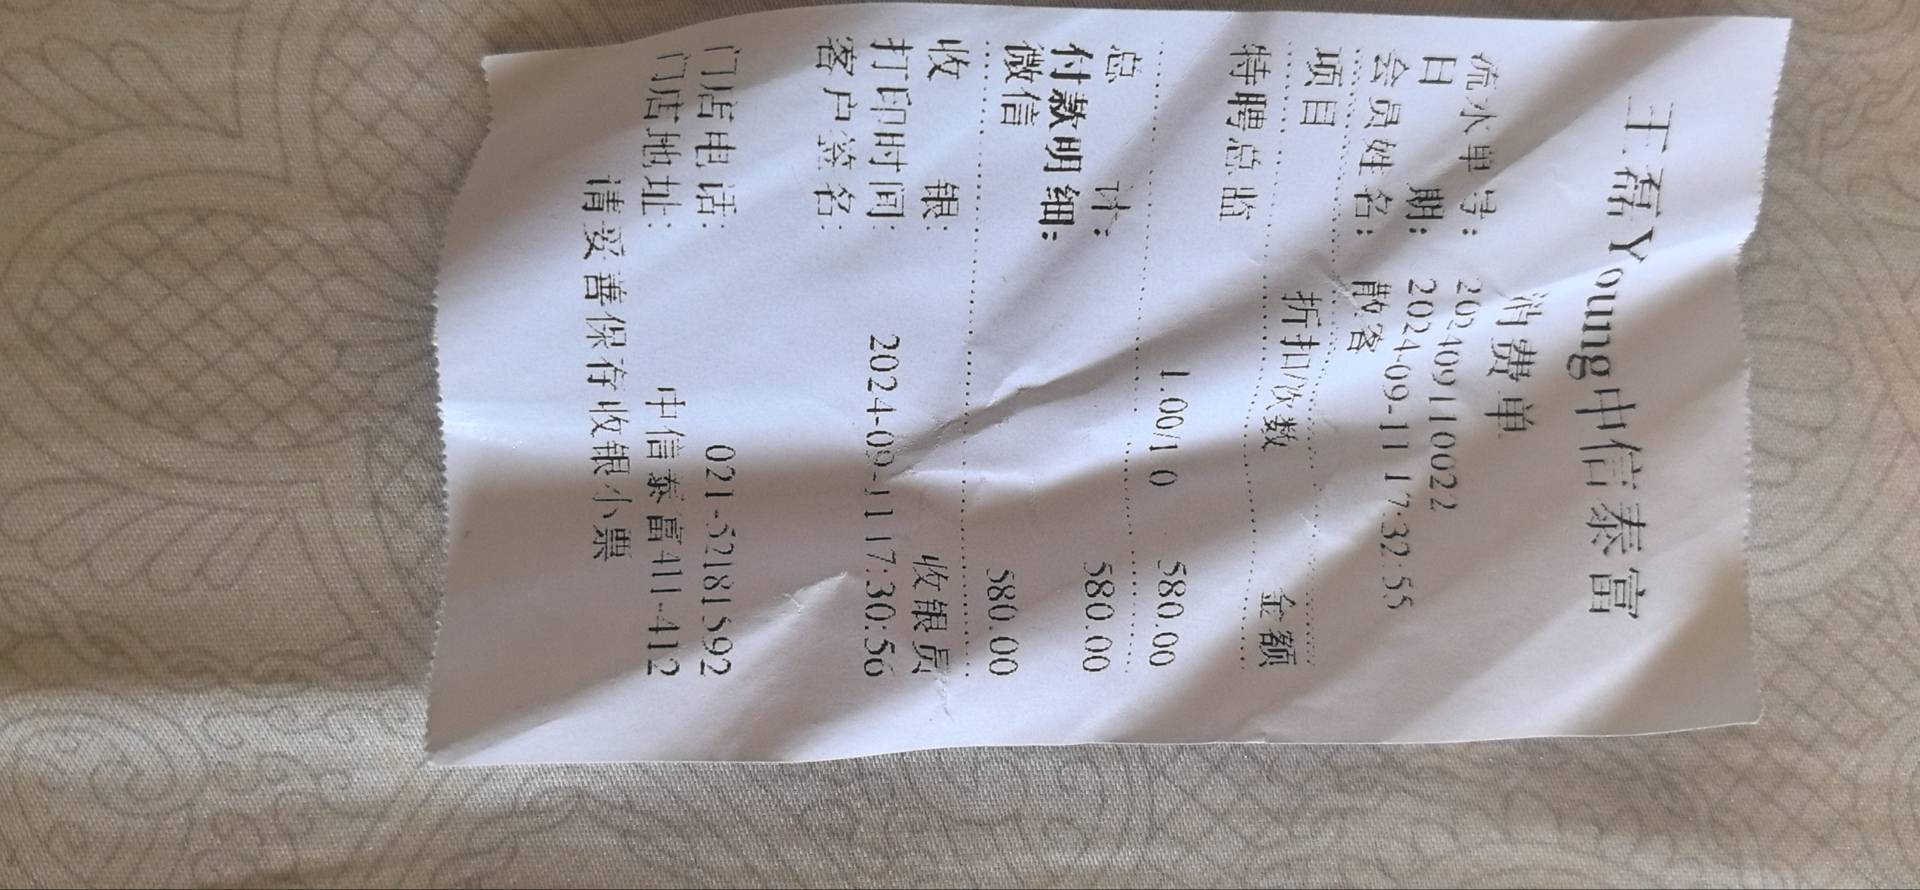 王磊Young中信泰富
消费单
流水单号: 202409110022
日 期: 2024-09-11 17:32:55
会员姓名: 散客
项目 折扣次数 金额
特聘总监
1.00/1.0 580.00
总 计: 580.00
付款明细:
微信 580.00
收 银: 收银员
打印时间: 2024-09-11 17:30:56
客户签名:
门店电话: 021-52181592
门店地址: 中信泰富411-412
请妥善保存收银小票